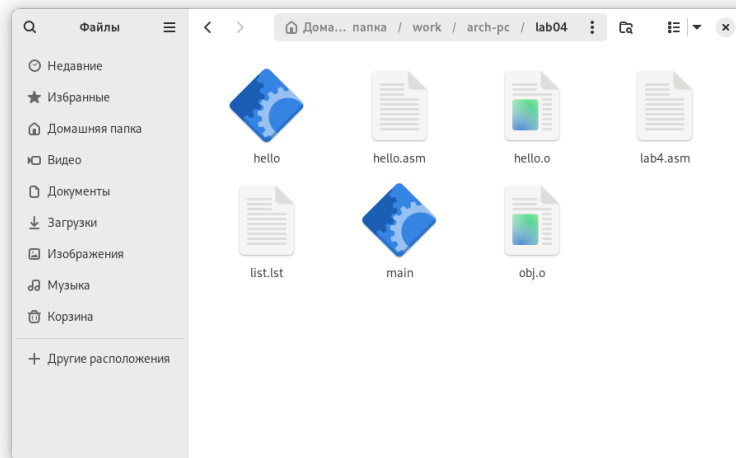 Файлы
Дома... папка / work / arch-pc / lab04
Недавние
Избранные
Домашняя папка
Видео
Документы
Загрузки
Изображения
Музыка
Корзина
Другие расположения
hello
hello.asm
hello.o
lab4.asm
list.lst
main
obj.o